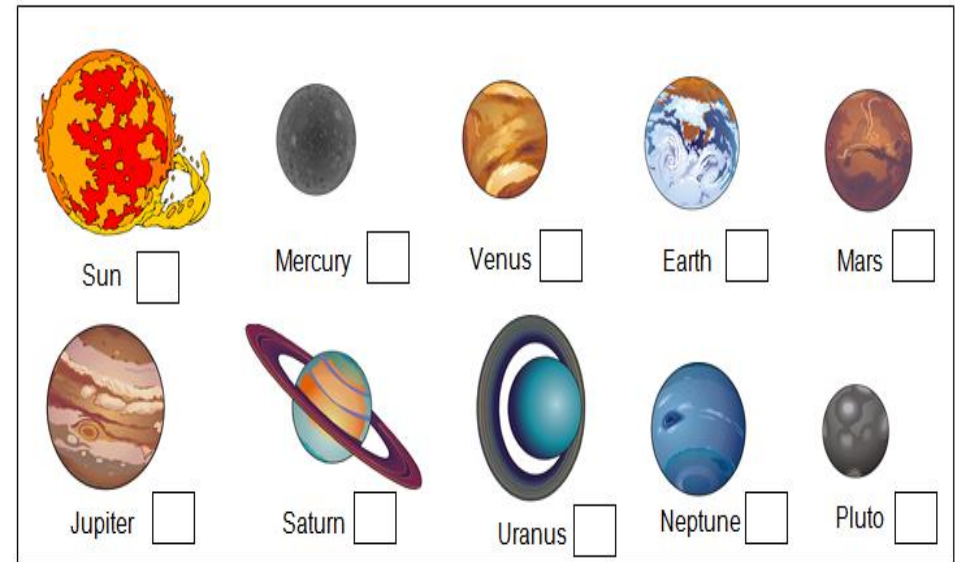 Sun
Mercury
Venus
Earth
Mars
Jupiter
Saturn
Uranus
Neptune
Pluto